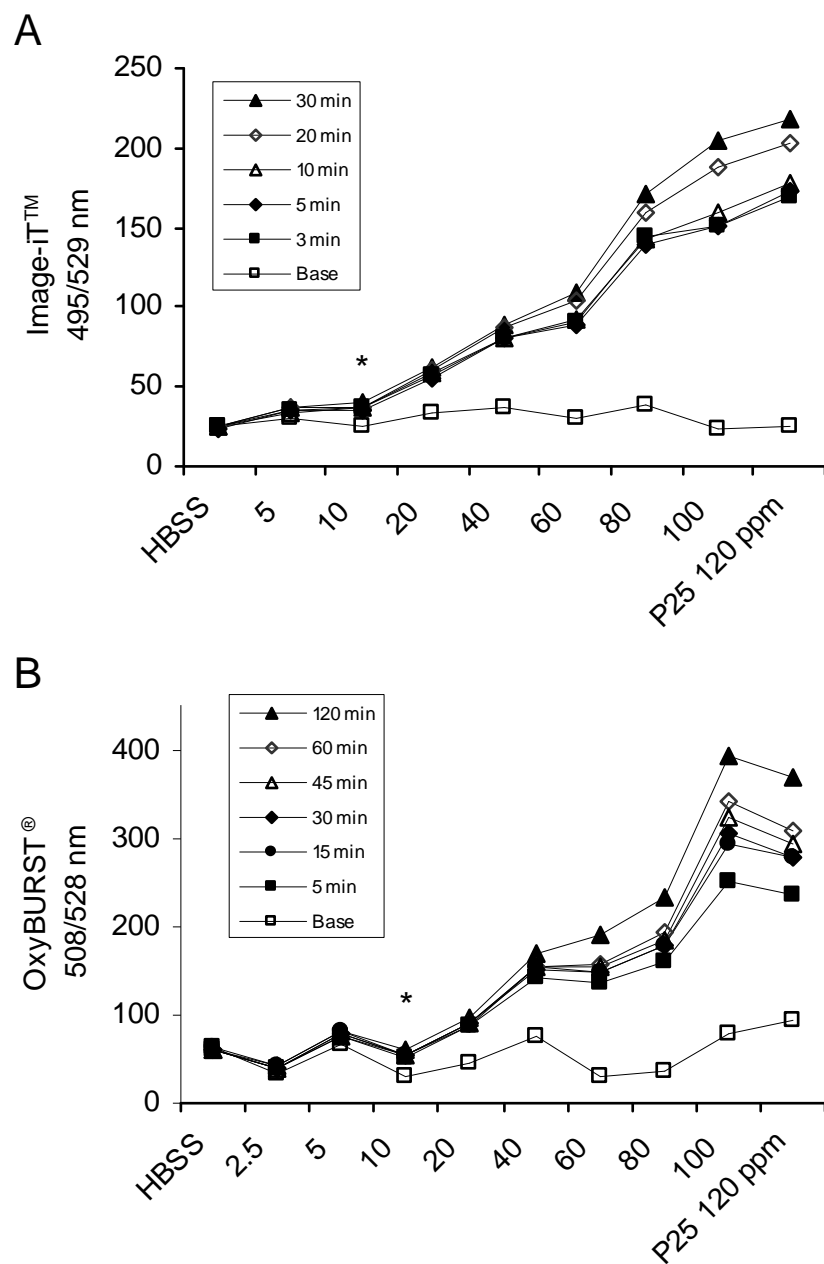 A
250
200
150
100
50
0
Image-iT™
495/529 nm
30 min
20 min
10 min
5 min
3 min
Base
*
HBSS
5
10
20
40
60
80
100
P25 120 ppm
B
400
300
200
100
0
OxyBURST®
508/528 nm
120 min
60 min
45 min
30 min
15 min
5 min
Base
*
HBSS
2.5
5
10
20
40
60
80
100
P25 120 ppm